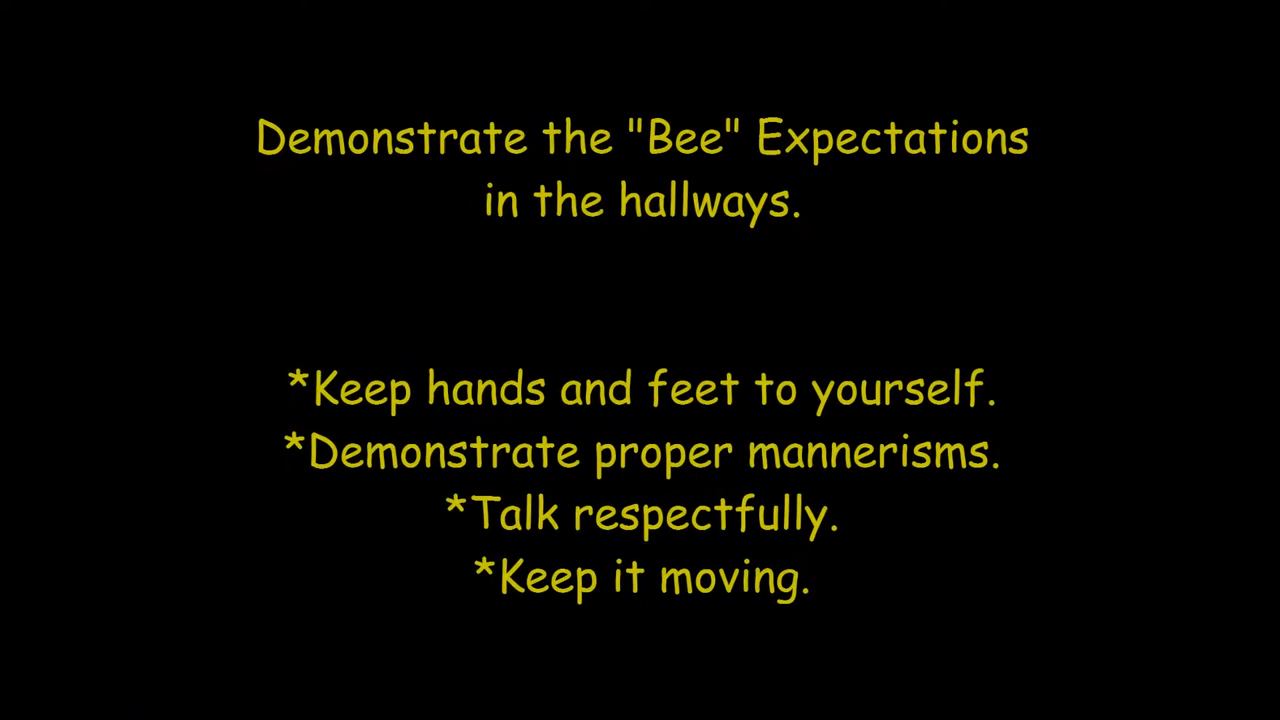 Demonstrate the "Bee" Expectations
in the hallways.
*Keep hands and feet to yourself.
*Demonstrate proper mannerisms.
*Talk respectfully.
*Keep it moving.